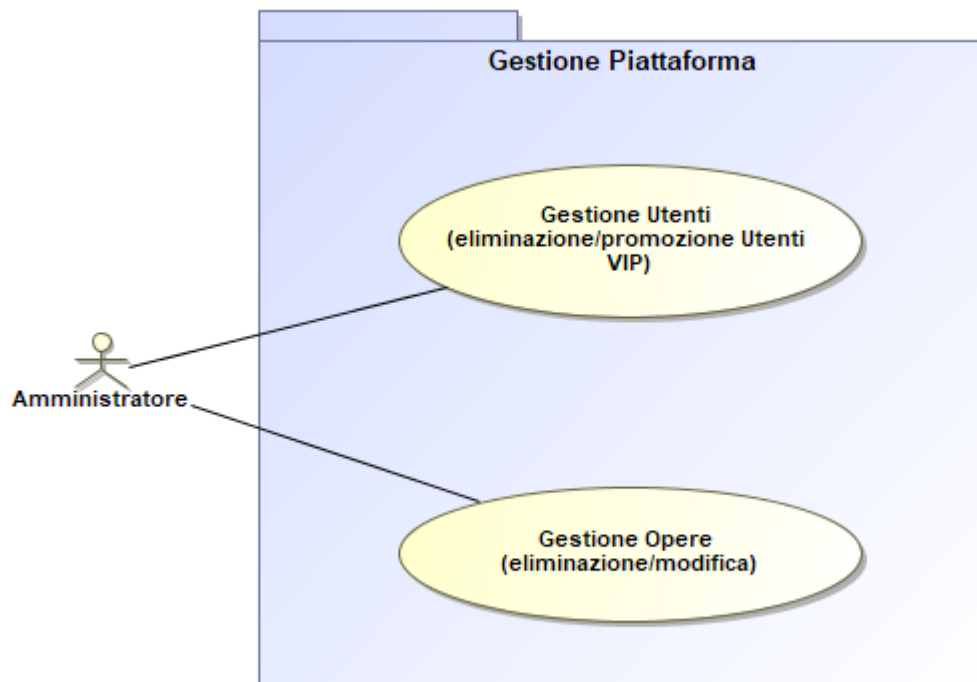 Gestione Piattaforma
Gestione Utenti
(eliminazione/promozione Utenti
VIP)
Amministratore
Gestione Opere
(eliminazione/modifica)